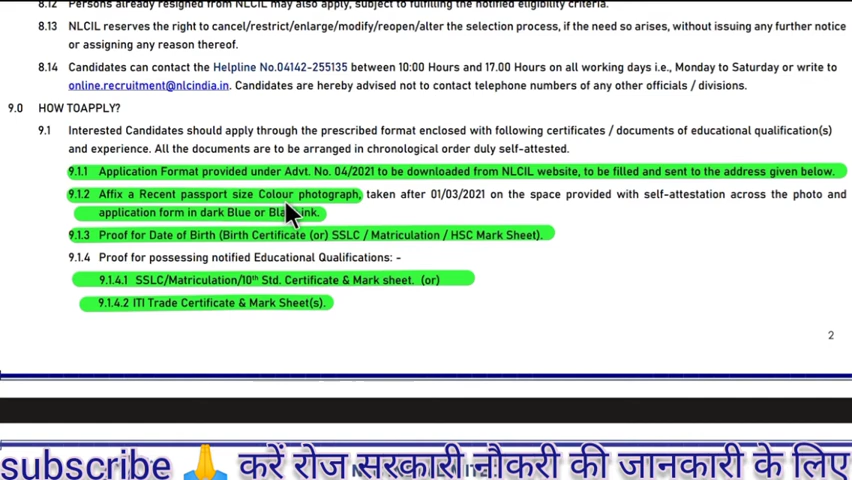 8.12 Persons already resigned from NLCIL may also apply, subject to fulfilling the notified eligibility criteria.
8.13 NLCIL reserves the right to cancel/restrict/enlarge/modify/reopen/alter the selection process, if the need so arises, without issuing any further notice
or assigning any reason thereof.
8.14 Candidates can contact the Helpline No.04142-255135 between 10:00 Hours and 17.00 Hours on all working days i.e., Monday to Saturday or write to
online.recruitment@nlcindia.in. Candidates are hereby advised not to contact telephone numbers of any other officials / divisions.
9.0 HOW TOAPPLY?
9.1 Interested Candidates should apply through the prescribed format enclosed with following certificates / documents of educational qualification(s)
and experience. All the documents are to be arranged in chronological order duly self-attested.
9.1.1 Application Format provided under Advt. No. 04/2021 to be downloaded from NLCIL website, to be filled and sent to the address given below.
9.1.2 Affix a Recent passport size Colour photograph, taken after 01/03/2021 on the space provided with self-attestation across the photo and
application form in dark Blue or ink.
9.1.3 Proof for Date of Birth (Birth Certificate (or) SSLC / Matriculation / HSC Mark Sheet).
9.1.4 Proof for possessing notified Educational Qualifications: -
9.1.4.1 SSLC/Matriculation/10th Std. Certificate & Mark sheet. (or)
9.1.4.2 ITI Trade Certificate & Mark Sheet(s).
2
subscribe 🙏 करें रोज सरकारी नौकरी की जानकारी के लिए